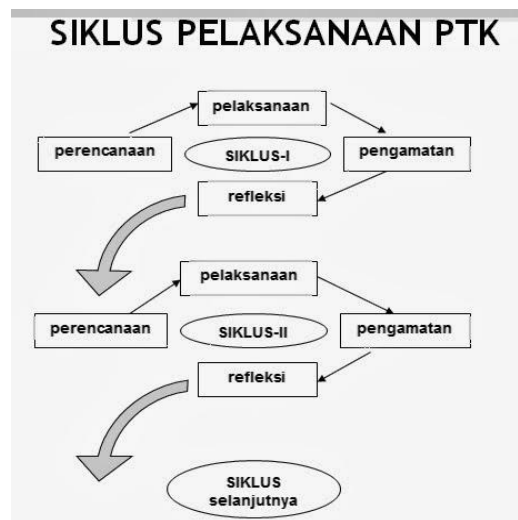 SIKLUS PELAKSANAAN PTK
pelaksanaan
perencanaan
SIKLUS-I
pengamatan
refleksi
pelaksanaan
perencanaan
SIKLUS-II
pengamatan
refleksi
SIKLUS
selanjutnya